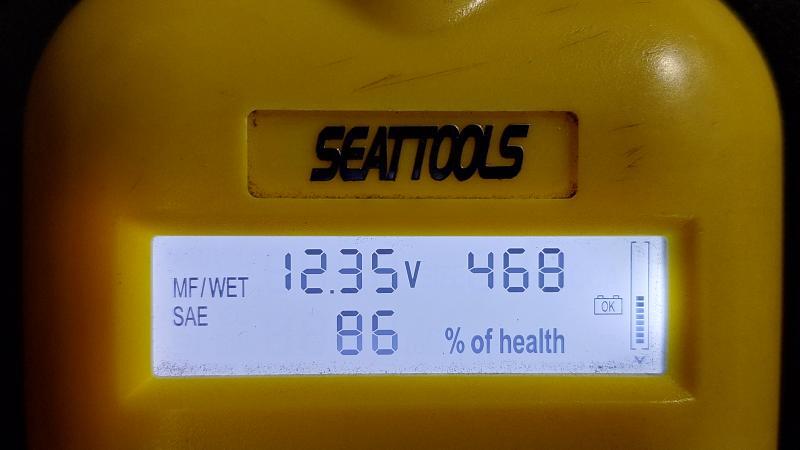 SEATTOOLS
MF/WET 12.35V 468
SAE 86 % of health
OK
V